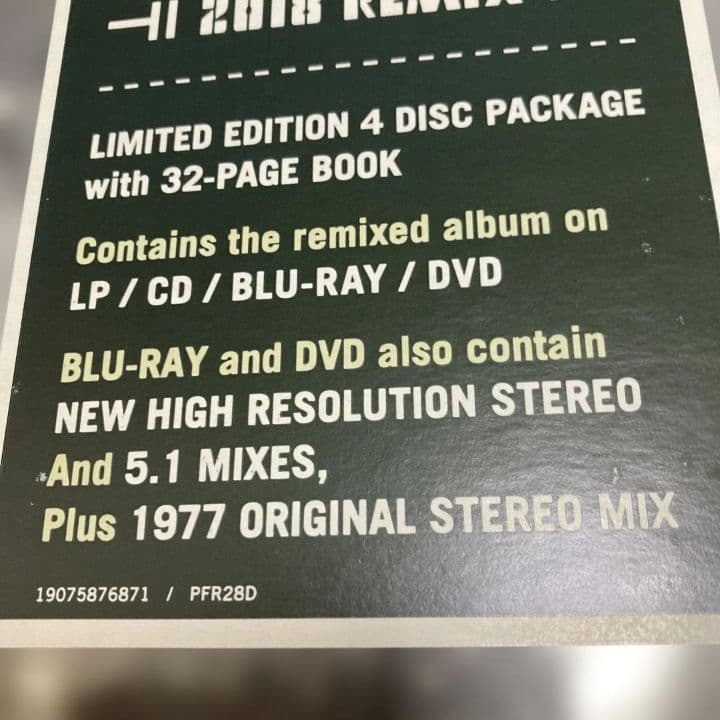 2018 REMIX
LIMITED EDITION 4 DISC PACKAGE
with 32-PAGE BOOK
Contains the remixed album on
LP / CD / BLU-RAY / DVD
BLU-RAY and DVD also contain
NEW HIGH RESOLUTION STEREO
And 5.1 MIXES,
Plus 1977 ORIGINAL STEREO MIX
19075876871 / PFR28D